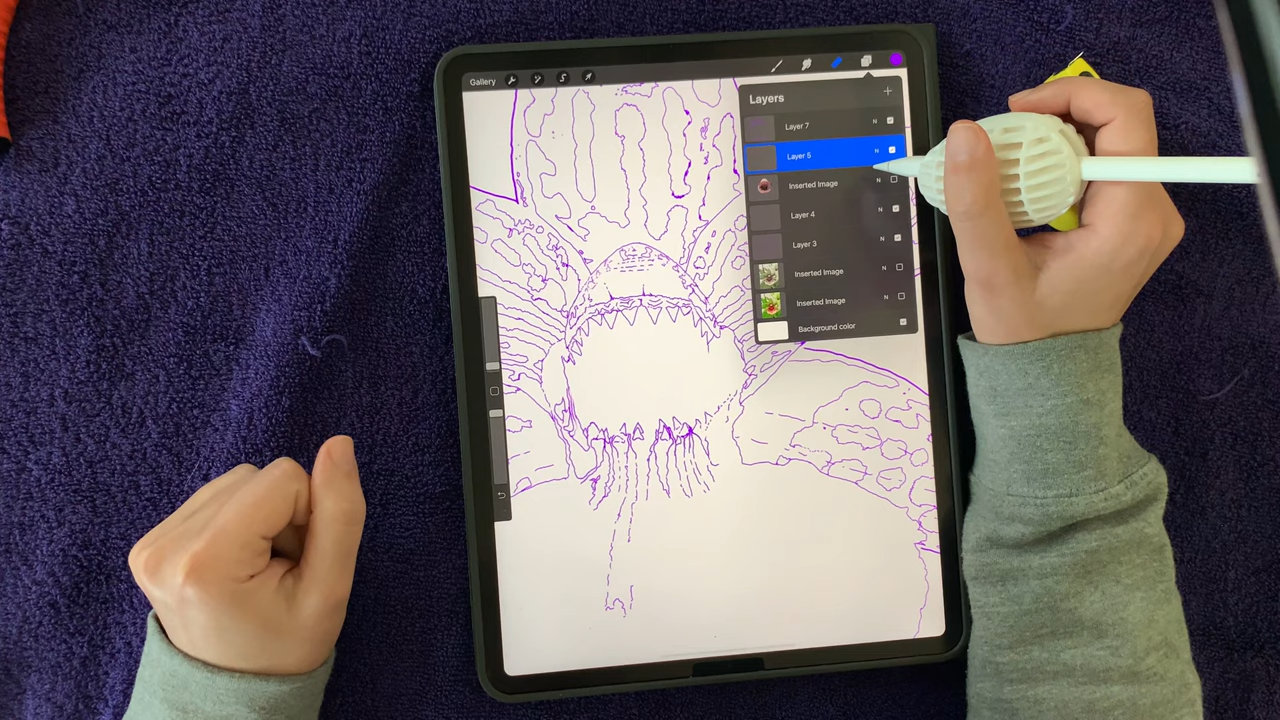 Gallery
Layers
Layer 7 N
Layer 5 N
Inserted Image N
Layer 4 N
Layer 3 N
Inserted Image N
Inserted Image N
Background color